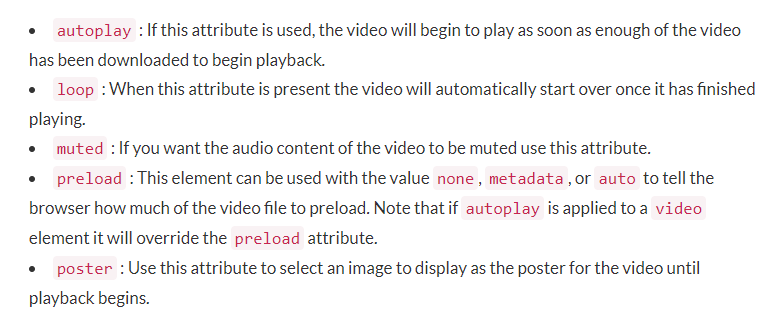 • autoplay : If this attribute is used, the video will begin to play as soon as enough of the video
has been downloaded to begin playback.
• loop : When this attribute is present the video will automatically start over once it has finished
playing.
• muted : If you want the audio content of the video to be muted use this attribute.
• preload : This element can be used with the value none , metadata , or auto to tell the
browser how much of the video file to preload. Note that if autoplay is applied to a video
element it will override the preload attribute.
• poster : Use this attribute to select an image to display as the poster for the video until
playback begins.